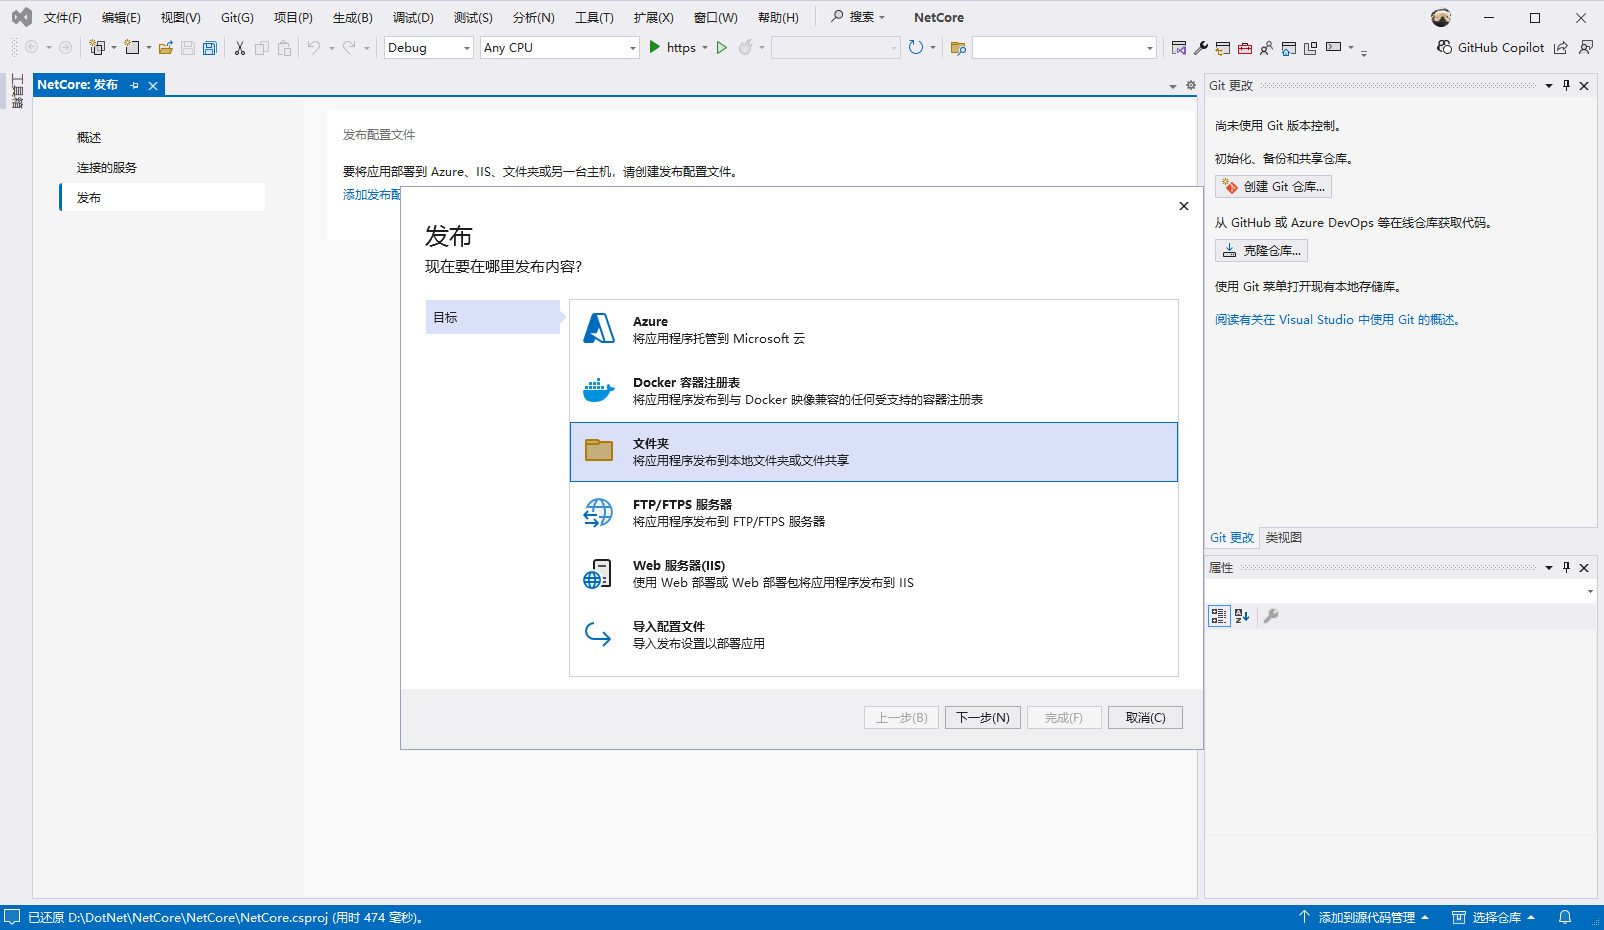 文件(F) 编辑(E) 视图(V) Git(G) 项目(P) 生成(B) 调试(D) 测试(S) 分析(N) 工具(T) 扩展(X) 窗口(W) 帮助(H) 搜索 NetCore
Debug Any CPU https GitHub Copilot
工具箱
NetCore: 发布
概述
连接的服务
发布
发布配置文件
要将应用部署到 Azure、IIS、文件夹或另一台主机，请创建发布配置文件。
添加发布配
发布
现在要在哪里发布内容?
目标
Azure
将应用程序托管到 Microsoft 云
Docker 容器注册表
将应用程序发布到与 Docker 映像兼容的任何受支持的容器注册表
文件夹
将应用程序发布到本地文件夹或文件共享
FTP/FTPS 服务器
将应用程序发布到 FTP/FTPS 服务器
Web 服务器(IIS)
使用 Web 部署或 Web 部署包将应用程序发布到 IIS
导入配置文件
导入发布设置以部署应用
上一步(B) 下一步(N) 完成(F) 取消(C)
Git 更改
尚未使用 Git 版本控制。
初始化、备份和共享仓库。
创建 Git 仓库...
从 GitHub 或 Azure DevOps 等在线仓库获取代码。
克隆仓库...
使用 Git 菜单打开现有本地存储库。
阅读有关在 Visual Studio 中使用 Git 的概述。
Git 更改 类视图
属性
已还原 D:\DotNet\NetCore\NetCore\NetCore.csproj (用时 474 毫秒)。 添加到源代码管理 选择仓库